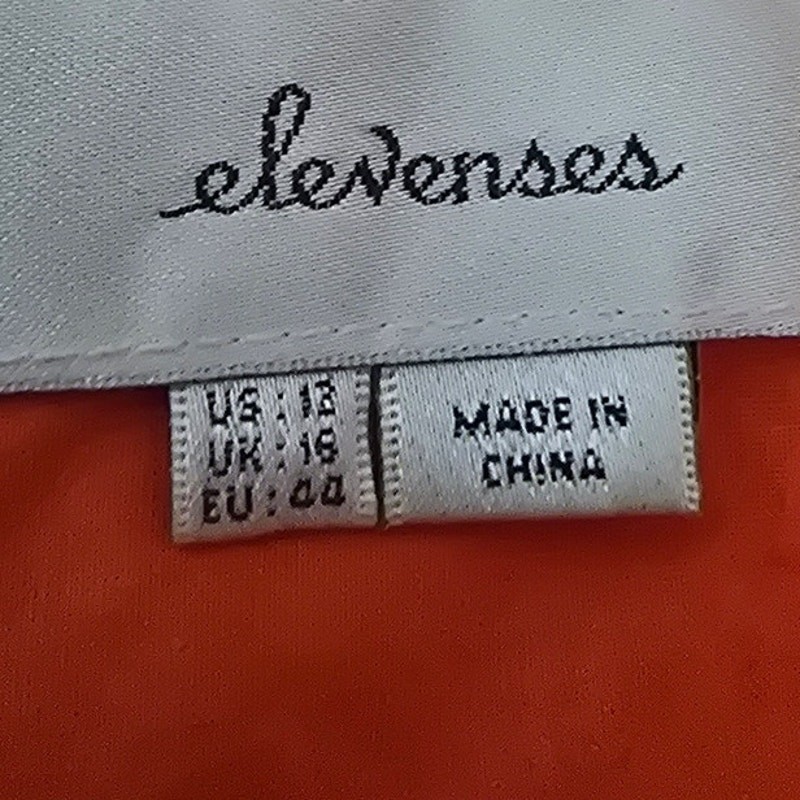 elevenses
US : 12
UK : 16
EU : 44
MADE IN
CHINA